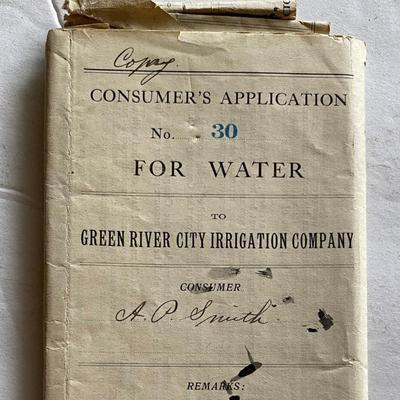 Copy.
CONSUMER'S APPLICATION
No. 30
FOR WATER
TO
GREEN RIVER CITY IRRIGATION COMPANY
CONSUMER
A. P. Smith
REMARKS: